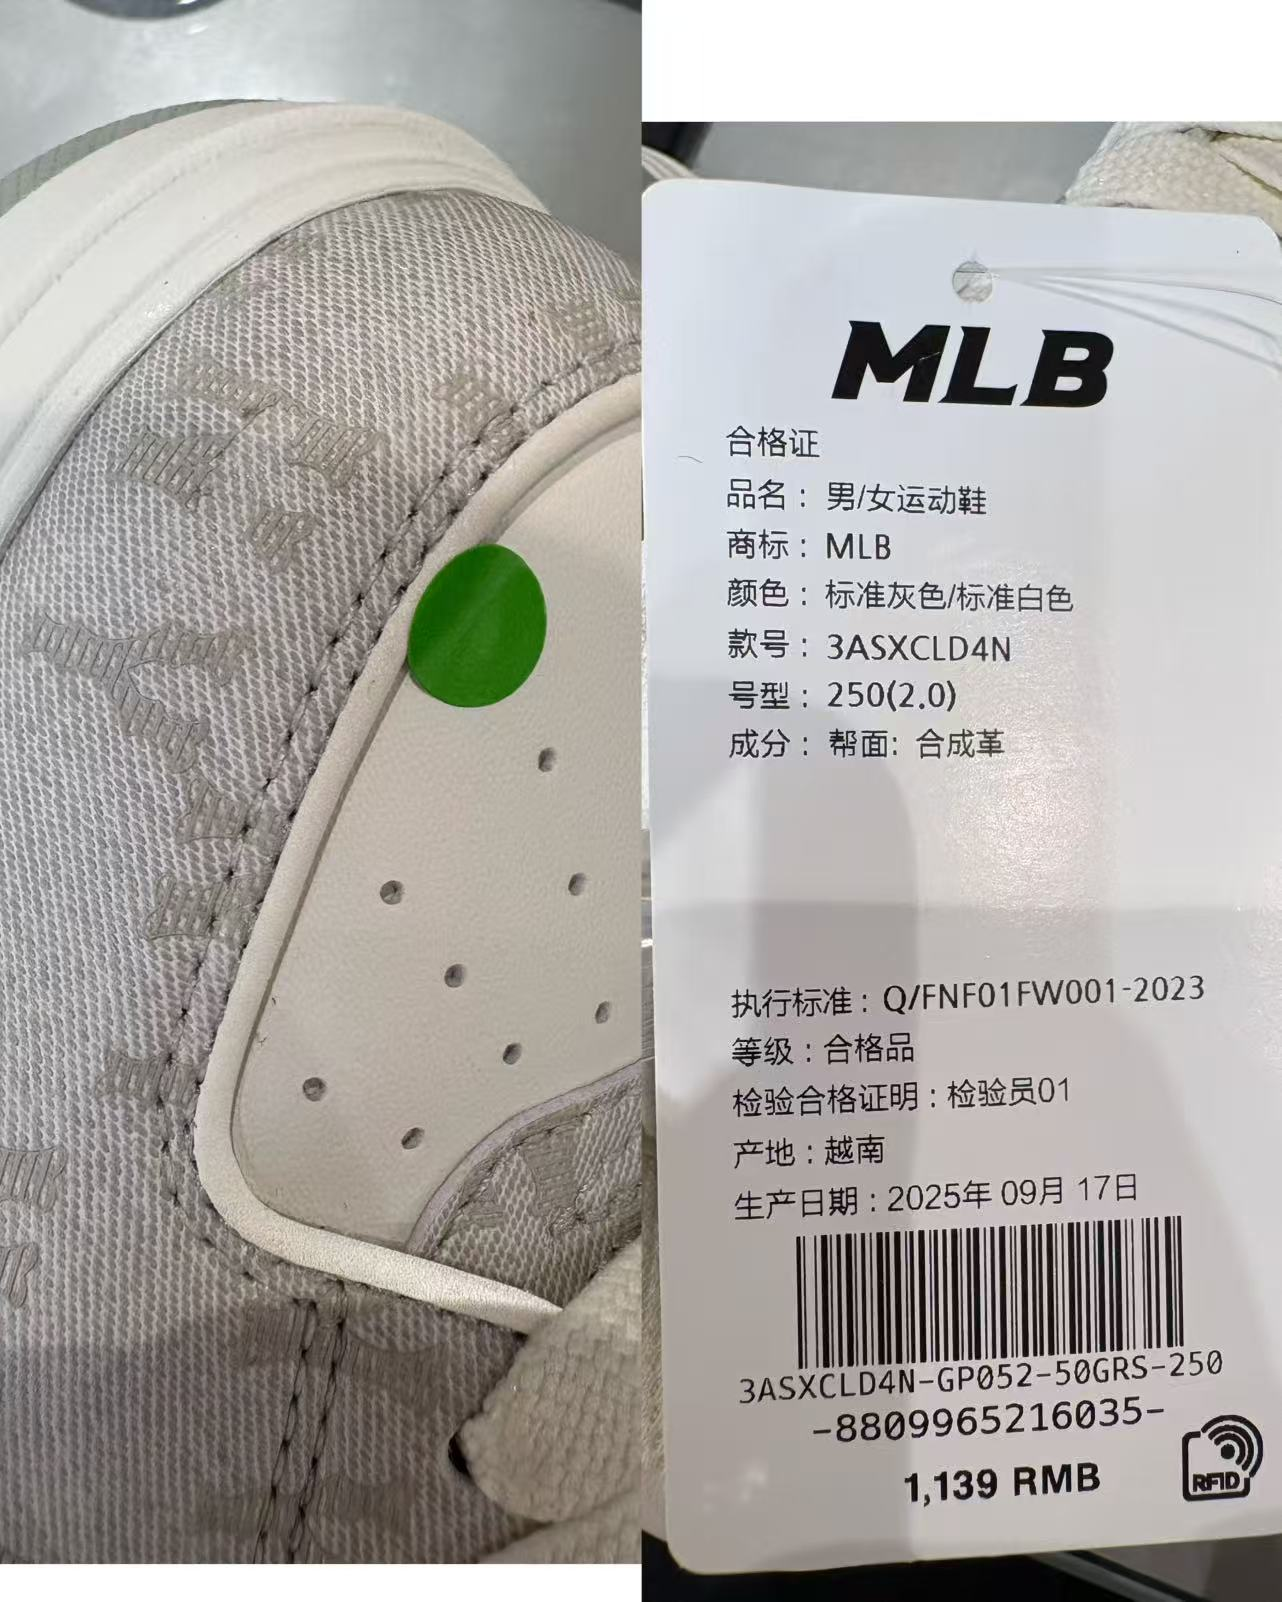 MLB
合格证
品名：男/女运动鞋
商标：MLB
颜色：标准灰色/标准白色
款号：3ASXCLD4N
号型：250(2.0)
成分：帮面: 合成革
执行标准：Q/FNF01FW001-2023
等级：合格品
检验合格证明：检验员01
产地：越南
生产日期：2025年 09月 17日
3ASXCLD4N-GP052-50GRS-250
-8809965216035-
1,139 RMB
RFID